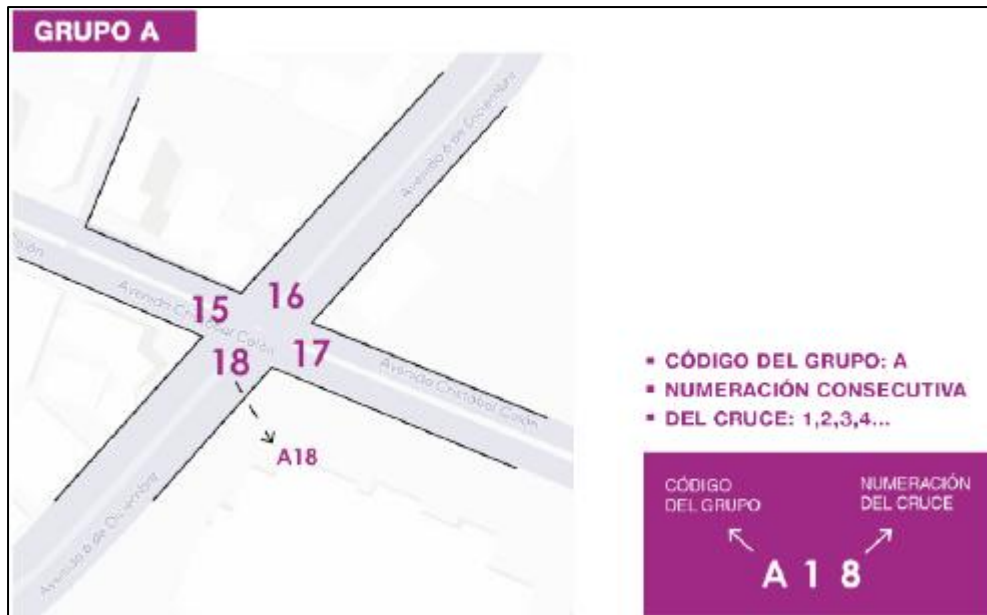 GRUPO A
Avenida 6 de Diciembre
Avenida Cristóbal Colón
15
16
18
17
Avenida Cristóbal Colón
A18
Avenida 6 de Diciembre
▪ CÓDIGO DEL GRUPO: A
▪ NUMERACIÓN CONSECUTIVA
▪ DEL CRUCE: 1,2,3,4...
CÓDIGO
DEL GRUPO
NUMERACIÓN
DEL CRUCE
A 1 8